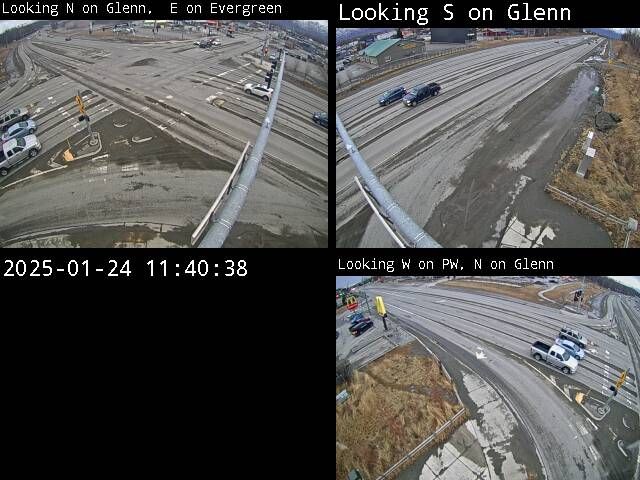 Looking N on Glenn,  E on Evergreen
Looking S on Glenn
2025-01-24 11:40:38
Looking W on PW, N on Glenn